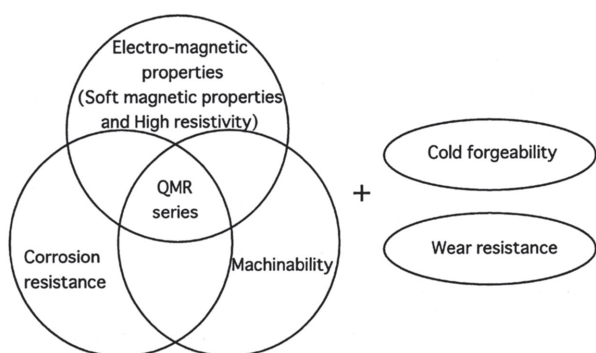 Electro-magnetic
properties
(Soft magnetic properties
and High resistivity)
QMR
series
Corrosion
resistance
Machinability
+
Cold forgeability
Wear resistance